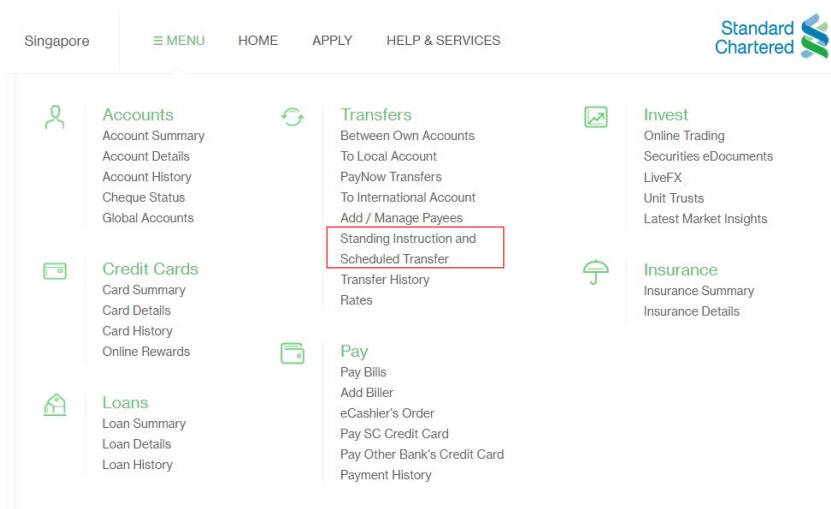 Singapore
≡ MENU
HOME
APPLY
HELP & SERVICES
Standard
Chartered
Accounts
Account Summary
Account Details
Account History
Cheque Status
Global Accounts
Credit Cards
Card Summary
Card Details
Card History
Online Rewards
Loans
Loan Summary
Loan Details
Loan History
Transfers
Between Own Accounts
To Local Account
PayNow Transfers
To International Account
Add / Manage Payees
Standing Instruction and
Scheduled Transfer
Transfer History
Rates
Pay
Pay Bills
Add Biller
eCashier's Order
Pay SC Credit Card
Pay Other Bank's Credit Card
Payment History
Invest
Online Trading
Securities eDocuments
LiveFX
Unit Trusts
Latest Market Insights
Insurance
Insurance Summary
Insurance Details